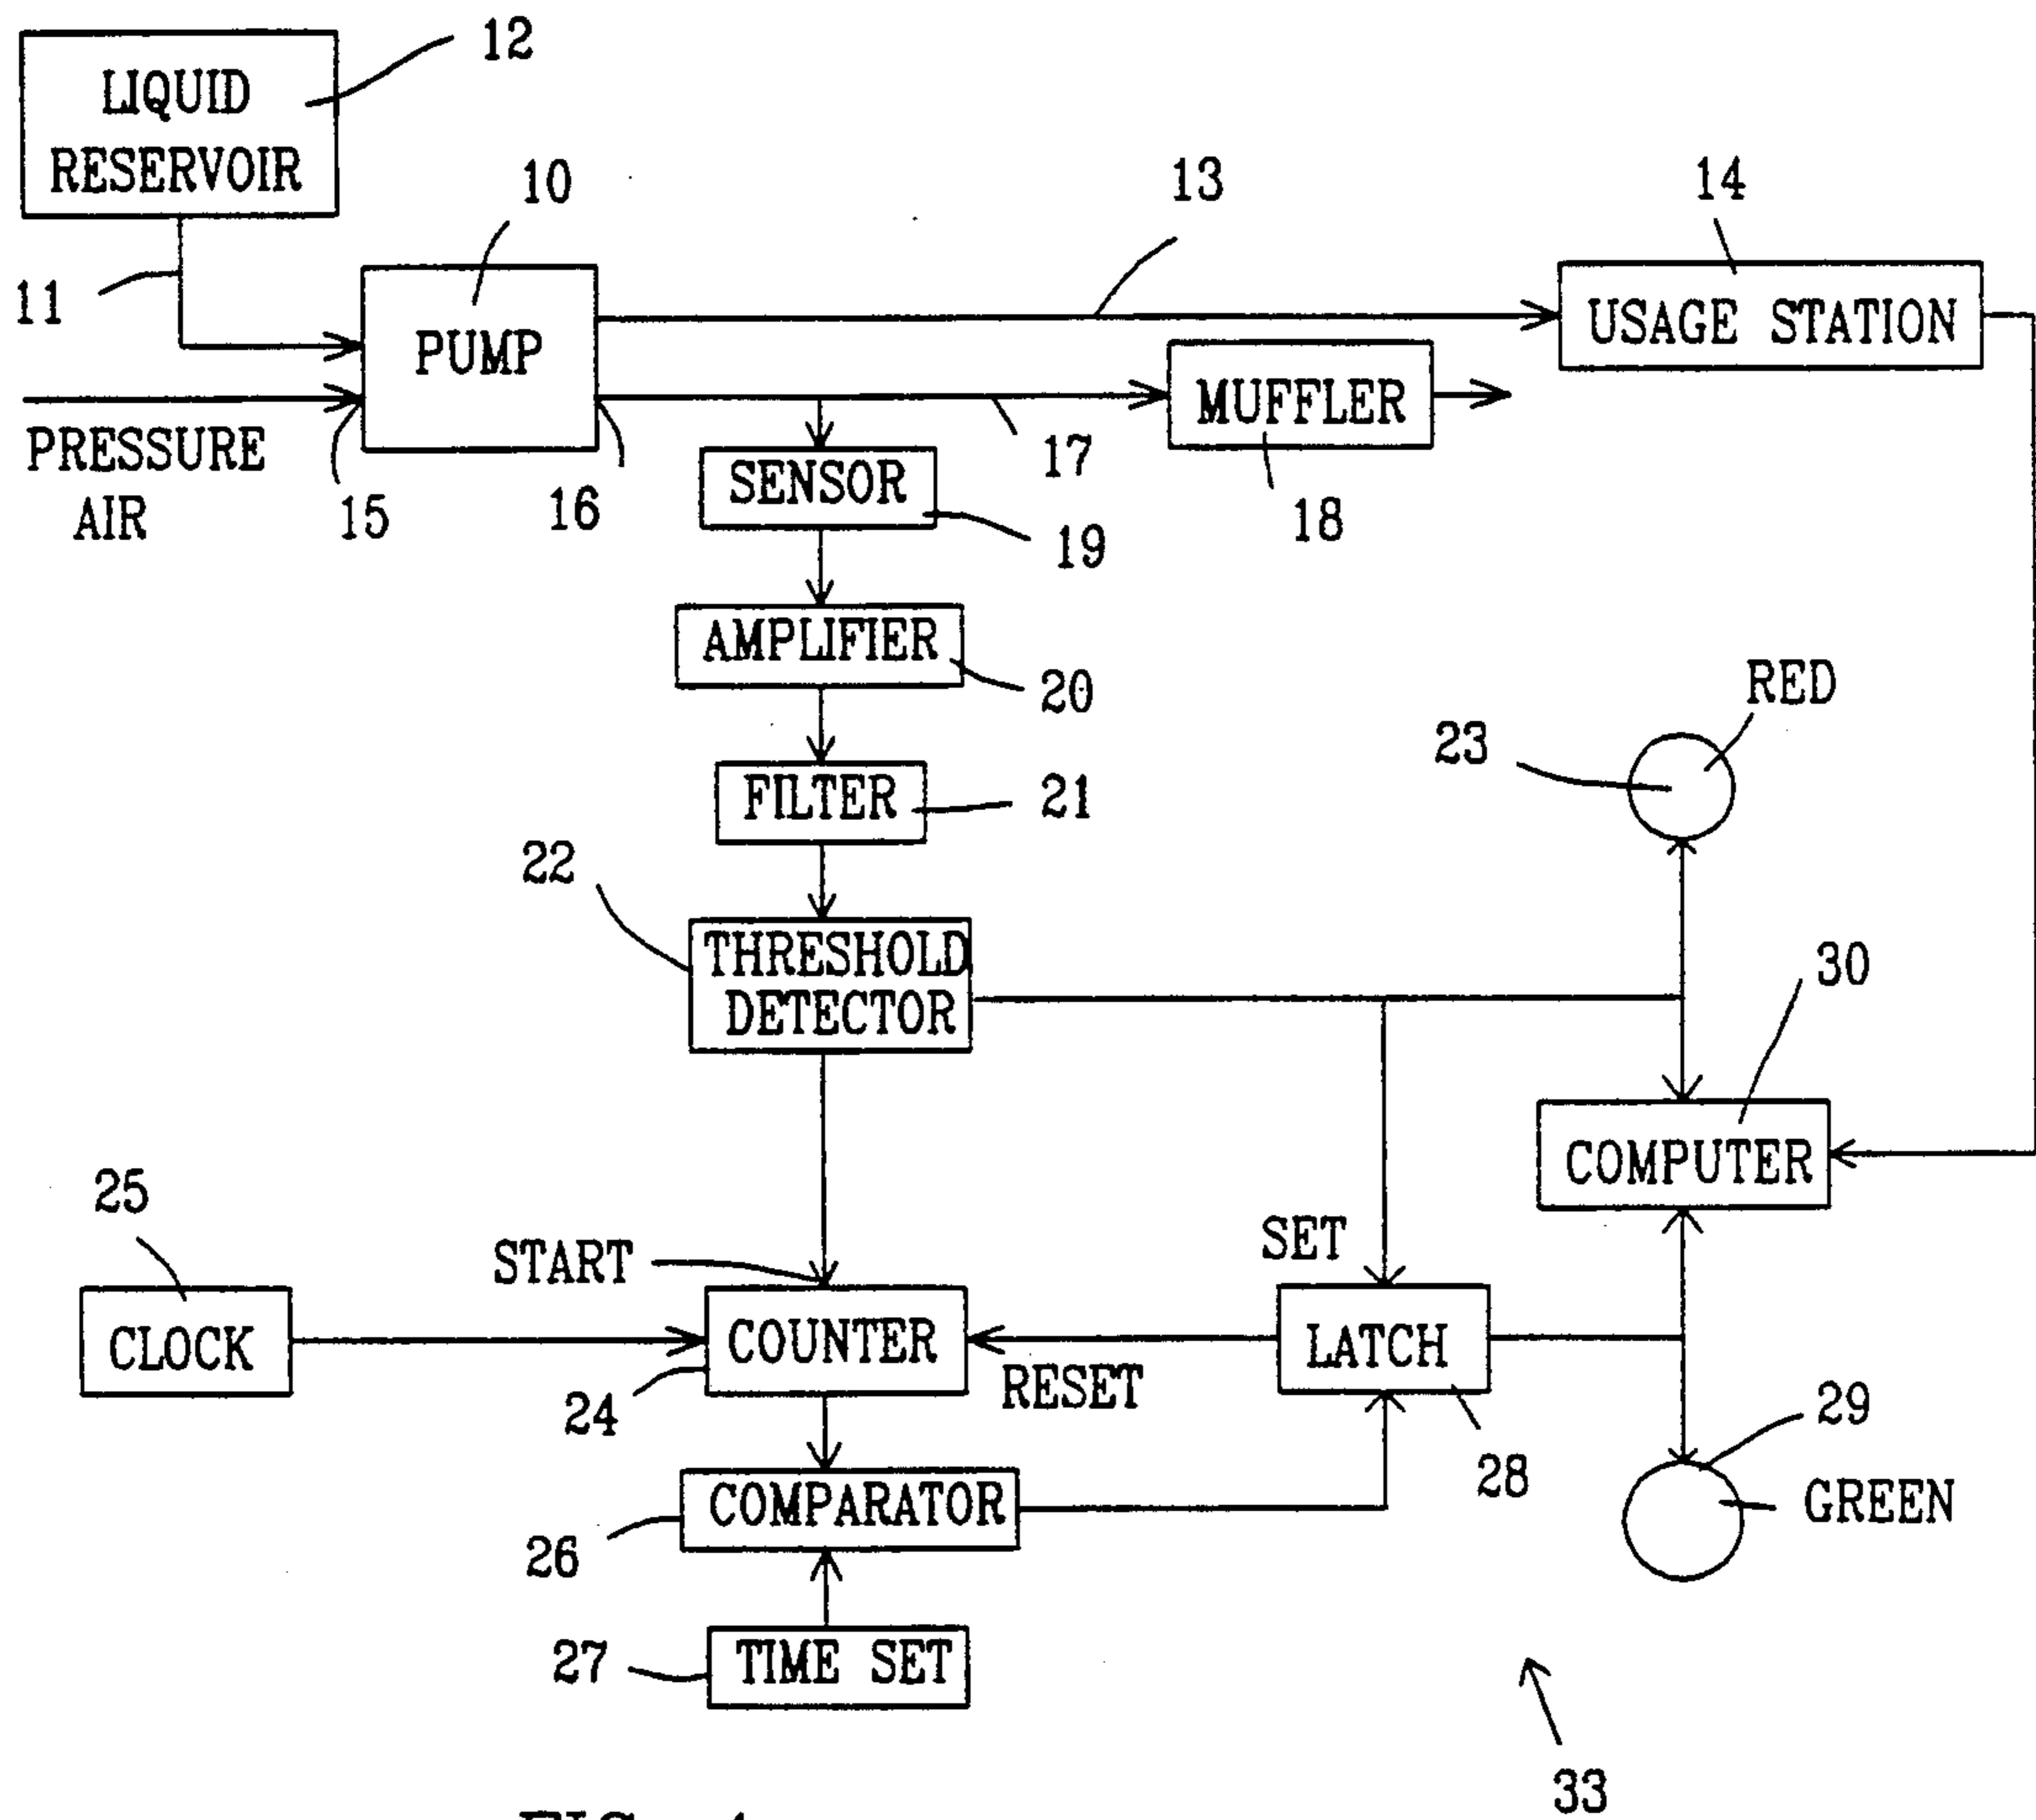 12
LIQUID
RESERVOIR
10
13
14
11
PUMP
USAGE STATION
MUFFLER
PRESSURE
AIR
15
16
SENSOR
17
18
19
AMPLIFIER
20
RED
23
FILTER
21
22
THRESHOLD
DETECTOR
30
COMPUTER
25
START
SET
CLOCK
COUNTER
LATCH
24
RESET
29
28
COMPARATOR
GREEN
26
27
TIME SET
33